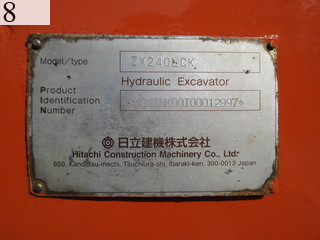 8
Model/type ZX240LCK
Hydraulic Excavator
Product
Identification
Number
日立建機株式会社
Hitachi Construction Machinery Co., Ltd.
650, Kandatsu-machi, Tsuchiura-shi, Ibaraki-ken, 300-0013 Japan